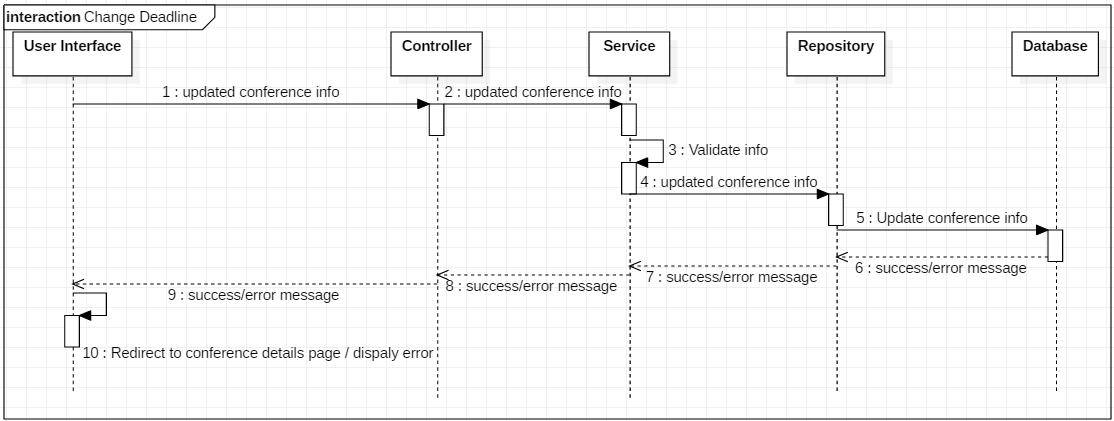 interaction Change Deadline
User Interface
Controller
Service
Repository
Database
1 : updated conference info
2 : updated conference info
3 : Validate info
4 : updated conference info
5 : Update conference info
6 : success/error message
7 : success/error message
8 : success/error message
9 : success/error message
10 : Redirect to conference details page / dispaly error